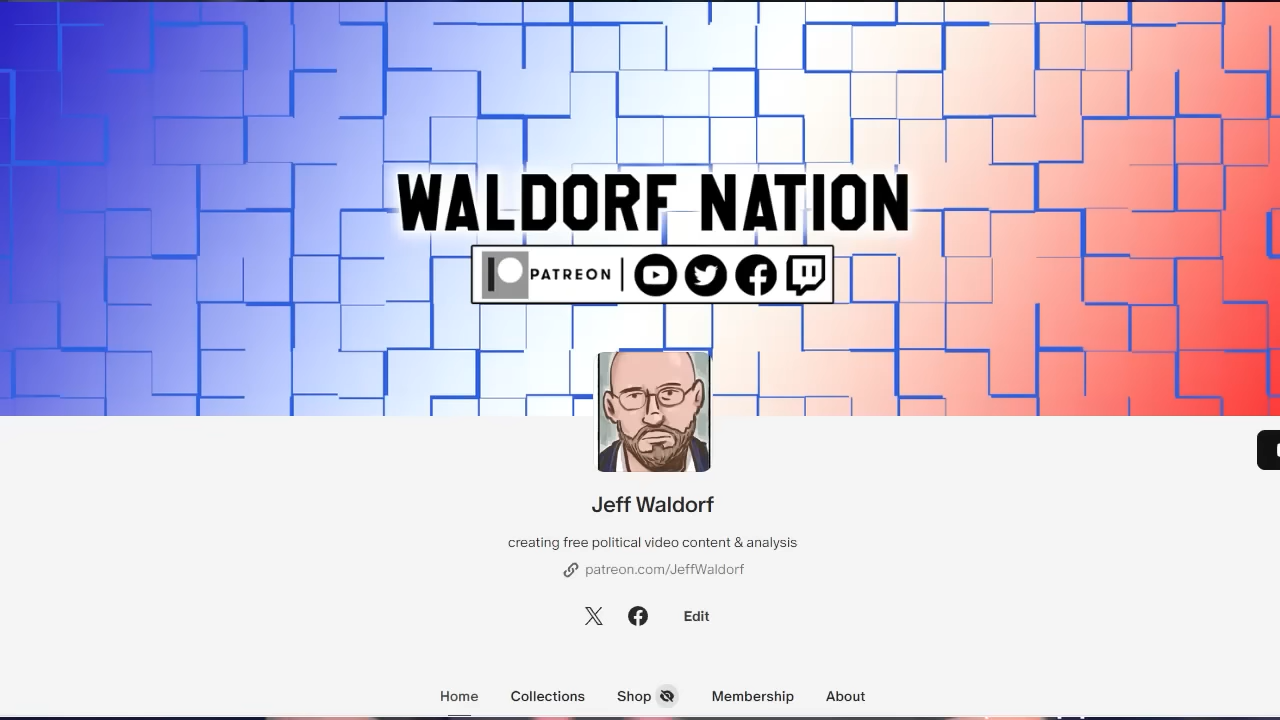 WALDORF NATION
PATREON
Jeff Waldorf
creating free political video content & analysis
patreon.com/JeffWaldorf
Edit
Home Collections Shop Membership About